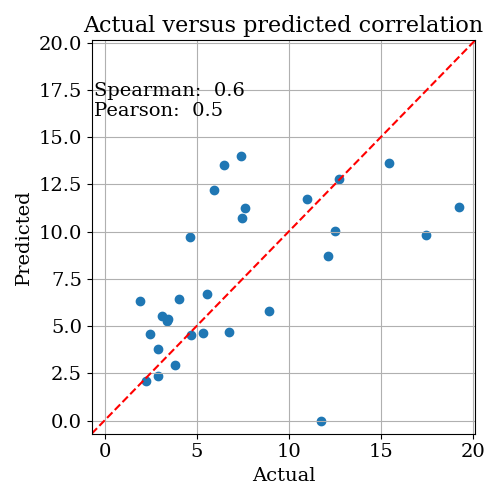 Actual versus predicted correlation
20.0
17.5
15.0
12.5
10.0
7.5
5.0
2.5
0.0
Spearman: 0.6
Pearson: 0.5
Predicted
0 5 10 15 20
Actual